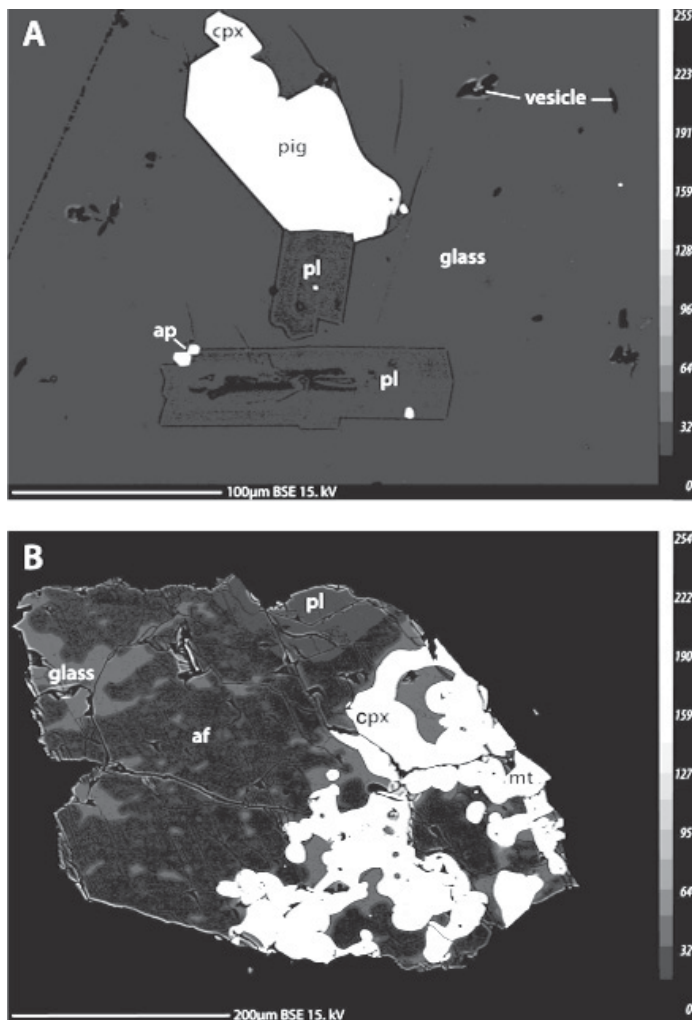 A
cpx
pig
vesicle
pl
glass
ap
pl
100µm BSE 15. kV
255
223
191
159
127
96
64
32
0
B
pl
glass
cpx
af
mt
200µm BSE 15. kV
254
222
190
159
127
95
64
32
0